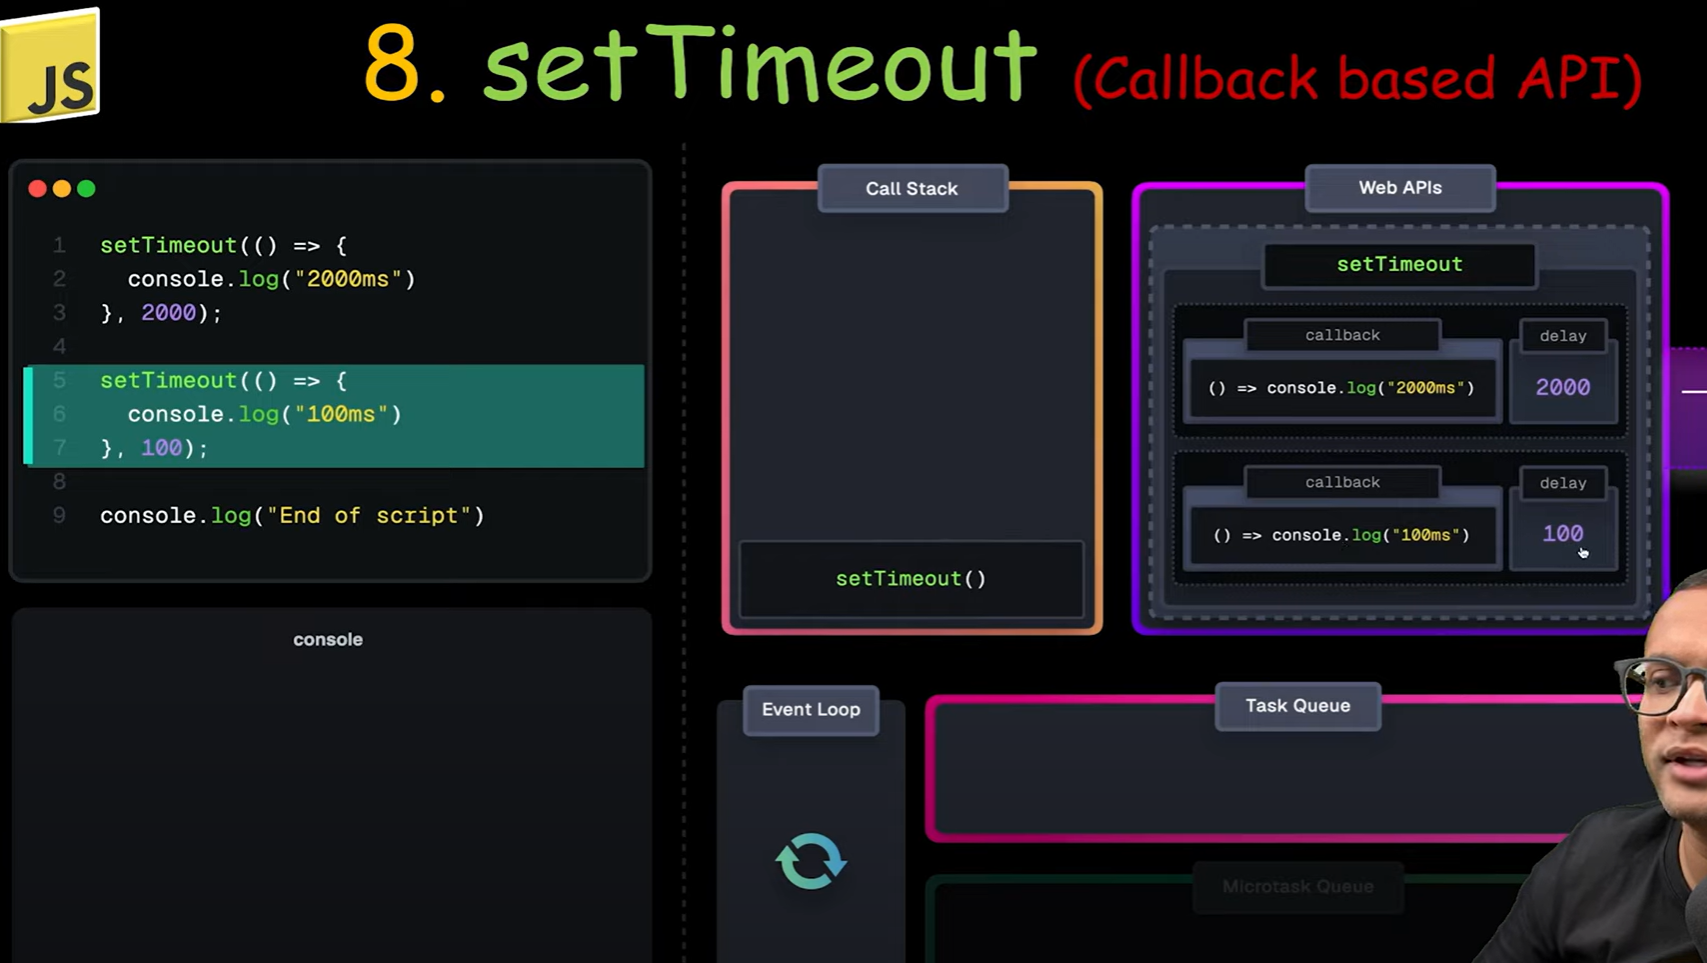 JS
8. setTimeout (Callback based API)
1 setTimeout(() => {
2 console.log("2000ms")
3 }, 2000);
4
5 setTimeout(() => {
6 console.log("100ms")
7 }, 100);
8
9 console.log("End of script")
console
Call Stack
setTimeout()
Web APIs
setTimeout
callback
delay
() => console.log("2000ms")
2000
callback
delay
() => console.log("100ms")
100
Event Loop
Task Queue
Microtask Queue